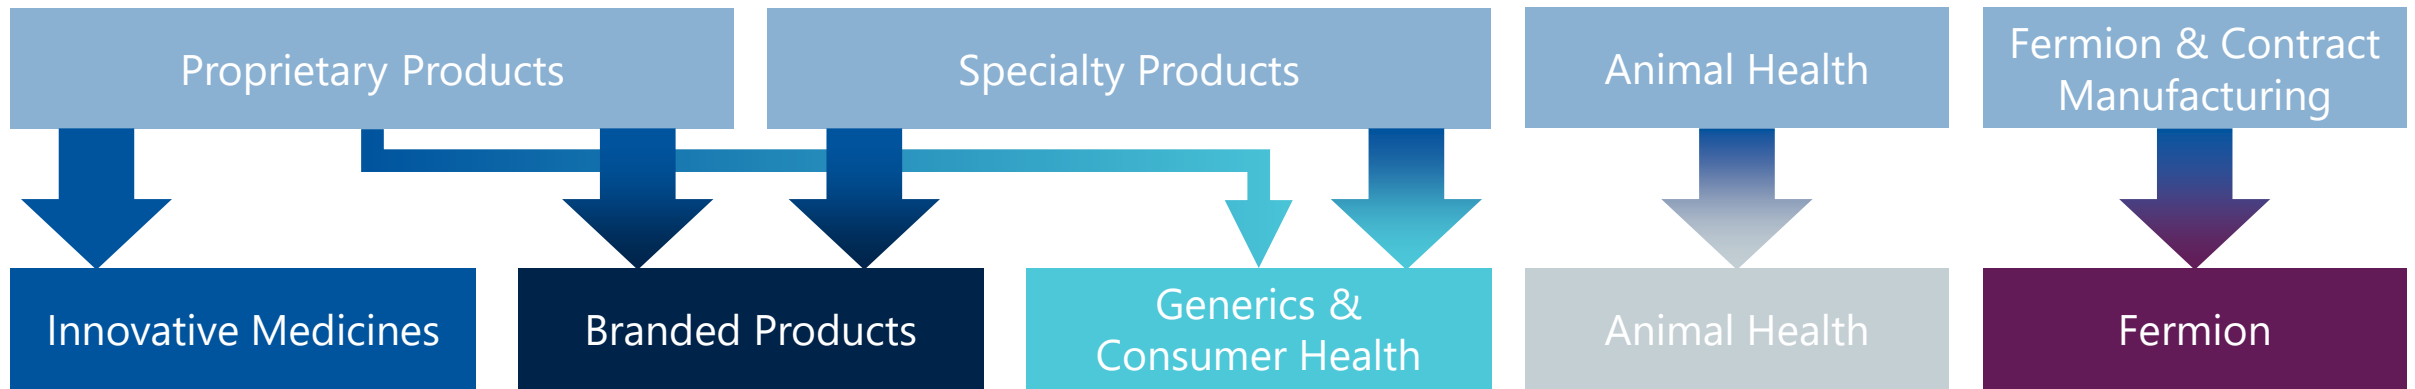 Proprietary Products
Specialty Products
Animal Health
Fermion & Contract
Manufacturing
Innovative Medicines
Branded Products
Generics &
Consumer Health
Animal Health
Fermion